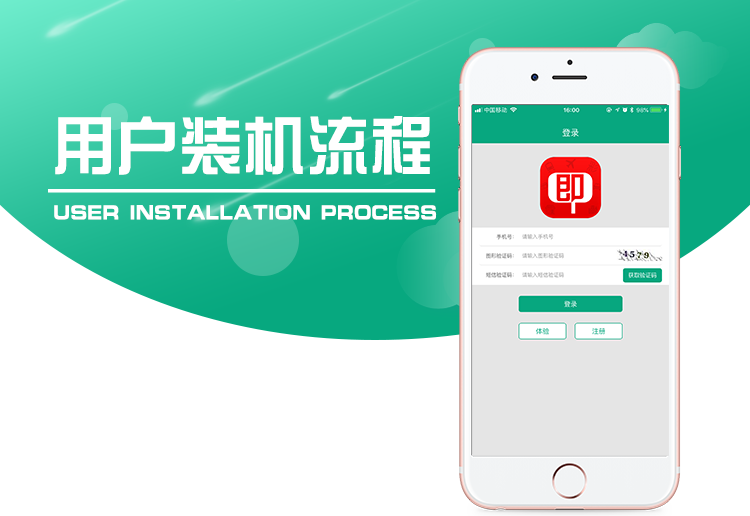 用户装机流程
USER INSTALLATION PROCESS
中国移动 16:00 98%
登录
即
手机号： 请输入手机号
图形验证码： 请输入图形验证码 4579
短信验证码： 请输入短信验证码 获取验证码
登录
体验 注册